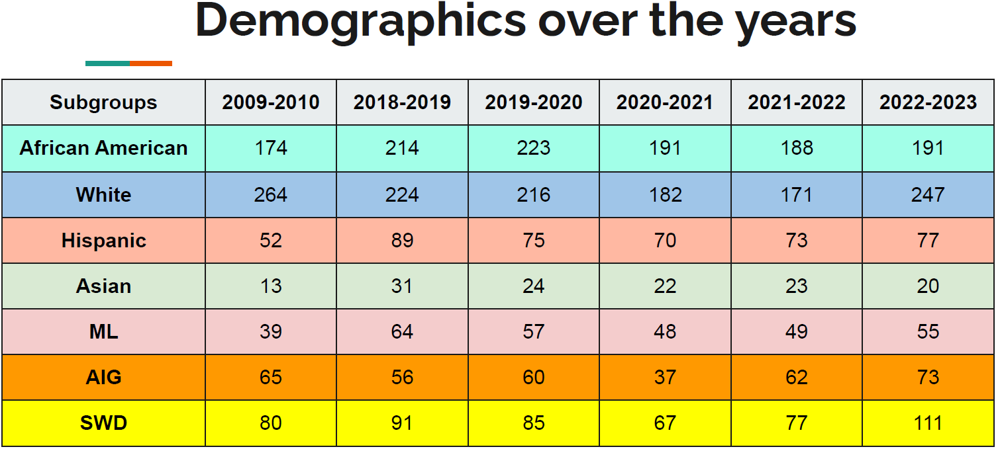 Demographics over the years
Subgroups 2009-2010 2018-2019 2019-2020 2020-2021 2021-2022 2022-2023
African American 174 214 223 191 188 191
White 264 224 216 182 171 247
Hispanic 52 89 75 70 73 77
Asian 13 31 24 22 23 20
ML 39 64 57 48 49 55
AIG 65 56 60 37 62 73
SWD 80 91 85 67 77 111